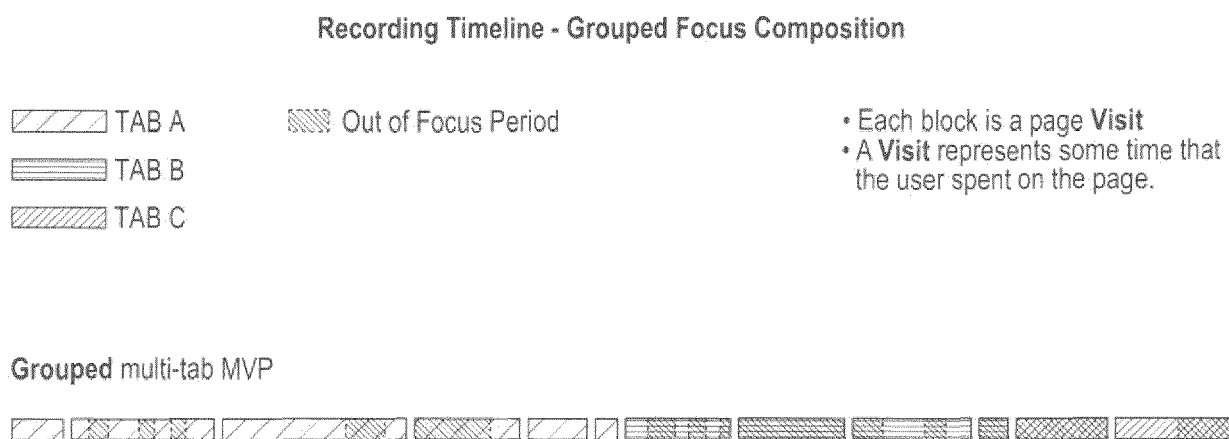 Recording Timeline - Grouped Focus Composition
TAB A
Out of Focus Period
• Each block is a page Visit
TAB B
• A Visit represents some time that
the user spent on the page.
TAB C
Grouped multi-tab MVP